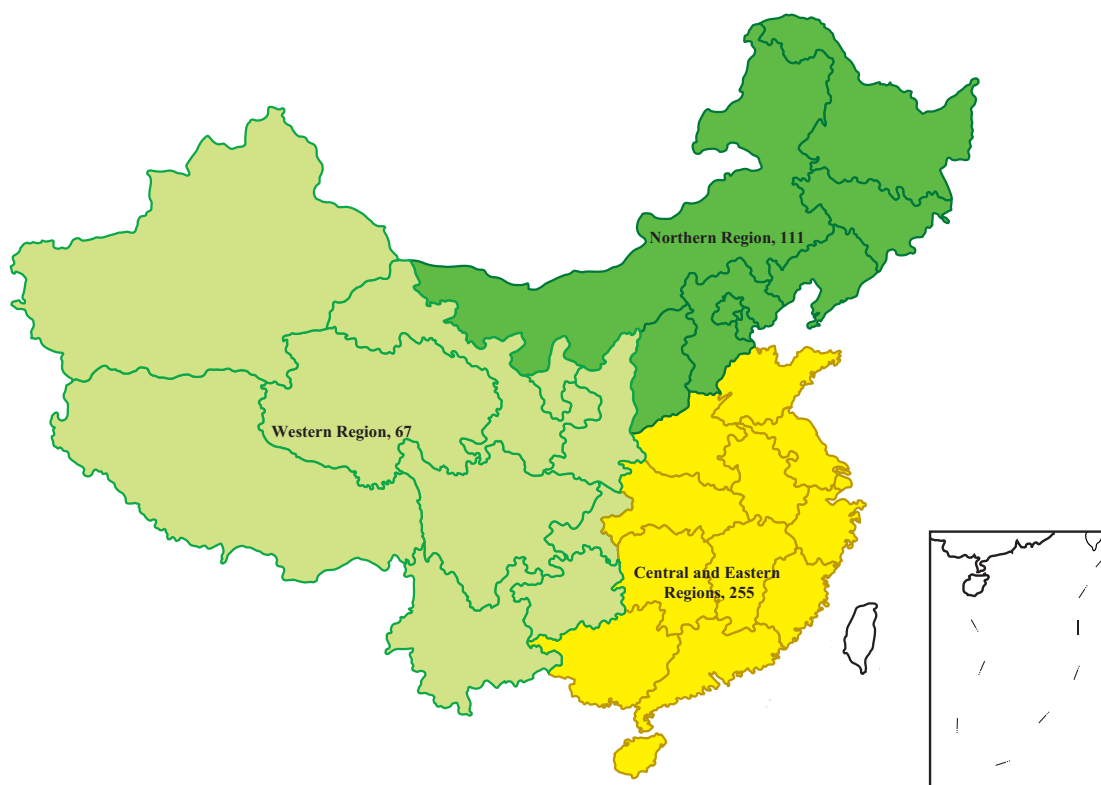 Northern Region, 111
Western Region, 67
Central and Eastern
Regions, 255